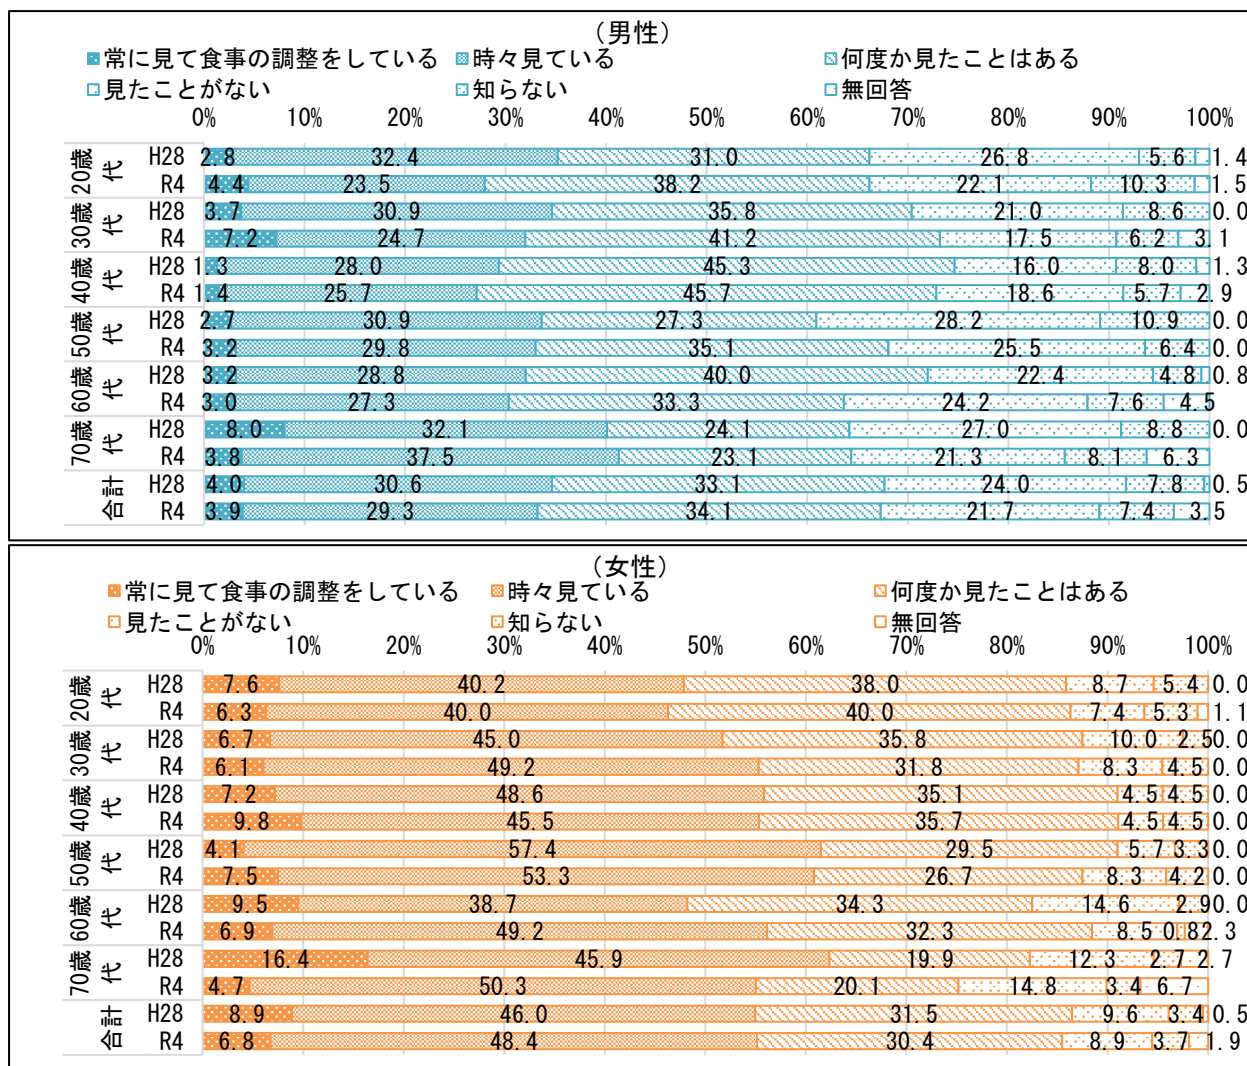 （男性）
常に見て食事の調整をしている 時々見ている 何度か見たことはある
見たことがない 知らない 無回答
0% 10% 20% 30% 40% 50% 60% 70% 80% 90% 100%
20歳代 H28 2.8 32.4 31.0 26.8 5.6 1.4
R4 4.4 23.5 38.2 22.1 10.3 1.5
30歳代 H28 3.7 30.9 35.8 21.0 8.6 0.0
R4 7.2 24.7 41.2 17.5 6.2 3.1
40歳代 H28 1.3 28.0 45.3 16.0 8.0 1.3
R4 1.4 25.7 45.7 18.6 5.7 2.9
50歳代 H28 2.7 30.9 27.3 28.2 10.9 0.0
R4 3.2 29.8 35.1 25.5 6.4 0.0
60歳代 H28 3.2 28.8 40.0 22.4 4.8 0.8
R4 3.0 27.3 33.3 24.2 7.6 4.5
70歳代 H28 8.0 32.1 24.1 27.0 8.8 0.0
R4 3.8 37.5 23.1 21.3 8.1 6.3
合計 H28 4.0 30.6 33.1 24.0 7.8 0.5
R4 3.9 29.3 34.1 21.7 7.4 3.5
（女性）
常に見て食事の調整をしている 時々見ている 何度か見たことはある
見たことがない 知らない 無回答
0% 10% 20% 30% 40% 50% 60% 70% 80% 90% 100%
20歳代 H28 7.6 40.2 38.0 8.7 5.4 0.0
R4 6.3 40.0 40.0 7.4 5.3 1.1
30歳代 H28 6.7 45.0 35.8 10.0 2.5 0.0
R4 6.1 49.2 31.8 8.3 4.5 0.0
40歳代 H28 7.2 48.6 35.1 4.5 4.5 0.0
R4 9.8 45.5 35.7 4.5 4.5 0.0
50歳代 H28 4.1 57.4 29.5 5.7 3.3 0.0
R4 7.5 53.3 26.7 8.3 4.2 0.0
60歳代 H28 9.5 38.7 34.3 14.6 2.9 0.0
R4 6.9 49.2 32.3 8.5 0.8 2.3
70歳代 H28 16.4 45.9 19.9 12.3 2.7 2.7
R4 4.7 50.3 20.1 14.8 3.4 6.7
合計 H28 8.9 46.0 31.5 9.6 3.4 0.5
R4 6.8 48.4 30.4 8.9 3.7 1.9